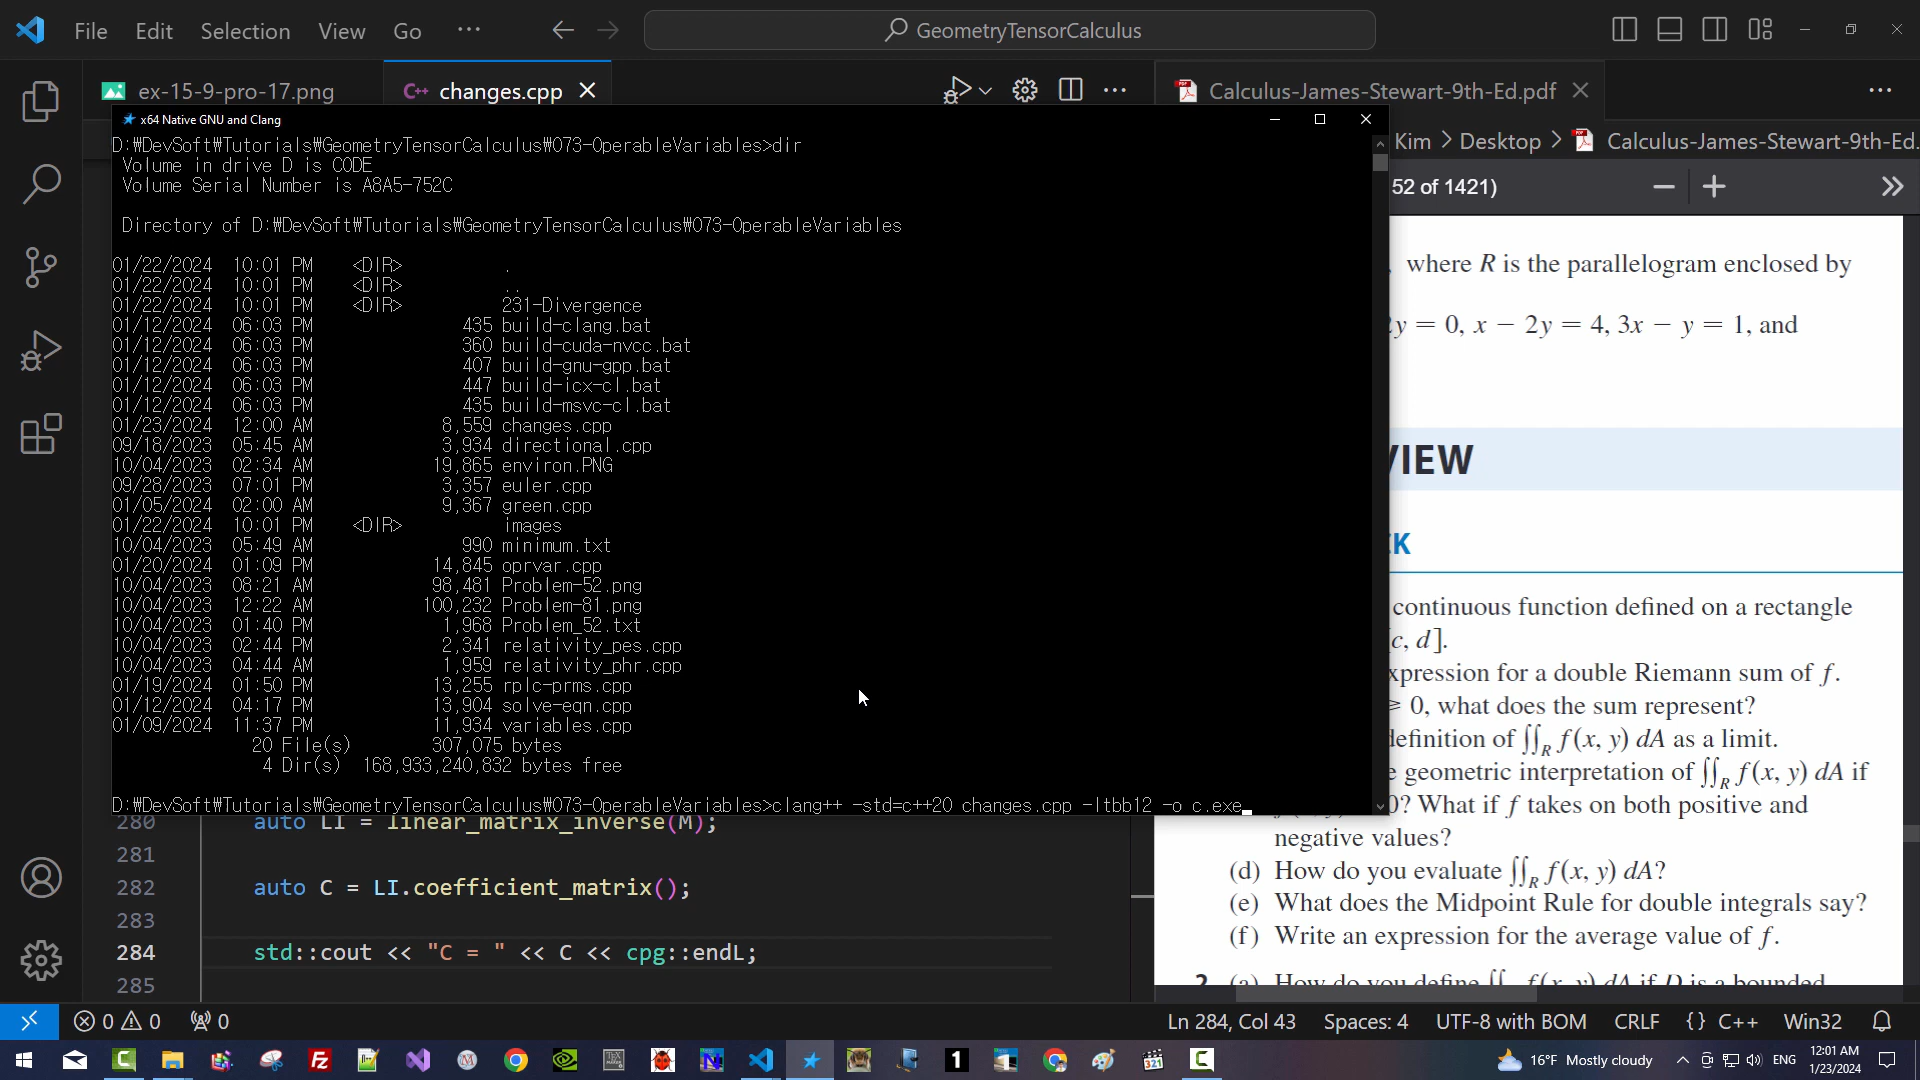 File Edit Selection View Go ···
GeometryTensorCalculus
ex-15-9-pro-17.png
C++ changes.cpp
Calculus-James-Stewart-9th-Ed.pdf
x64 Native GNU and Clang
D:₩DevSoft₩Tutorials₩GeometryTensorCalculus₩073-OperableVariables>dir
Volume in drive D is CODE
Volume Serial Number is A8A5-752C
Directory of D:₩DevSoft₩Tutorials₩GeometryTensorCalculus₩073-OperableVariables
01/22/2024 10:01 PM <DIR> .
01/22/2024 10:01 PM <DIR> ..
01/22/2024 10:01 PM <DIR> 231-Divergence
01/12/2024 06:03 PM 435 build-clang.bat
01/12/2024 06:03 PM 360 build-cuda-nvcc.bat
01/12/2024 06:03 PM 407 build-gnu-gpp.bat
01/12/2024 06:03 PM 447 build-icx-cl.bat
01/12/2024 06:03 PM 435 build-msvc-cl.bat
01/23/2024 12:00 AM 8,559 changes.cpp
09/18/2023 05:45 AM 3,934 directional.cpp
10/04/2023 02:34 AM 19,865 environ.PNG
09/28/2023 07:01 PM 3,357 euler.cpp
01/05/2024 02:00 AM 9,367 green.cpp
01/22/2024 10:01 PM <DIR> images
10/04/2023 05:49 AM 990 minimum.txt
01/20/2024 01:09 PM 14,845 oprvar.cpp
10/04/2023 08:21 AM 98,481 Problem-52.png
10/04/2023 12:22 AM 100,232 Problem-81.png
10/04/2023 01:40 PM 1,968 Problem_52.txt
10/04/2023 02:44 PM 2,341 relativity_pes.cpp
10/04/2023 04:44 AM 1,959 relativity_phr.cpp
01/19/2024 01:50 PM 13,255 rplc-prms.cpp
01/12/2024 04:17 PM 13,904 solve-eqn.cpp
01/09/2024 11:37 PM 11,934 variables.cpp
20 File(s) 307,075 bytes
4 Dir(s) 168,933,240,832 bytes free
D:₩DevSoft₩Tutorials₩GeometryTensorCalculus₩073-OperableVariables>clang++ -std=c++20 changes.cpp -ltbb12 -o c.exe
280 auto LI = linear_matrix_inverse(M);
281
282 auto C = LI.coefficient_matrix();
283
284 std::cout << "C = " << C << cpg::endL;
285
Kim > Desktop > Calculus-James-Stewart-9th-Ed.
52 of 1421)
where R is the parallelogram enclosed by
y = 0, x − 2y = 4, 3x − y = 1, and
VIEW
CK
continuous function defined on a rectangle
c, d].
xpression for a double Riemann sum of f.
≥ 0, what does the sum represent?
definition of ∬R f(x, y) dA as a limit.
e geometric interpretation of ∬R f(x, y) dA if
0? What if f takes on both positive and
negative values?
(d) How do you evaluate ∬R f(x, y) dA?
(e) What does the Midpoint Rule for double integrals say?
(f) Write an expression for the average value of f.
2 (a) How do you define ∬ f(x, y) dA if D is a bounded
0 0 0
Ln 284, Col 43 Spaces: 4 UTF-8 with BOM CRLF {} C++ Win32
16°F Mostly cloudy ENG 12:01 AM
1/23/2024